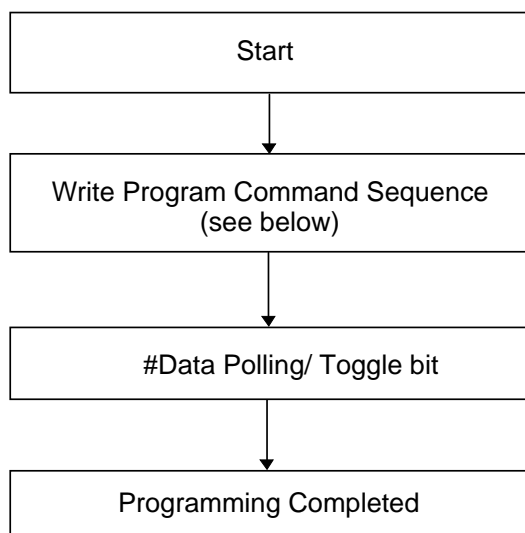 Start
Write Program Command Sequence
(see below)
#Data Polling/ Toggle bit
Programming Completed